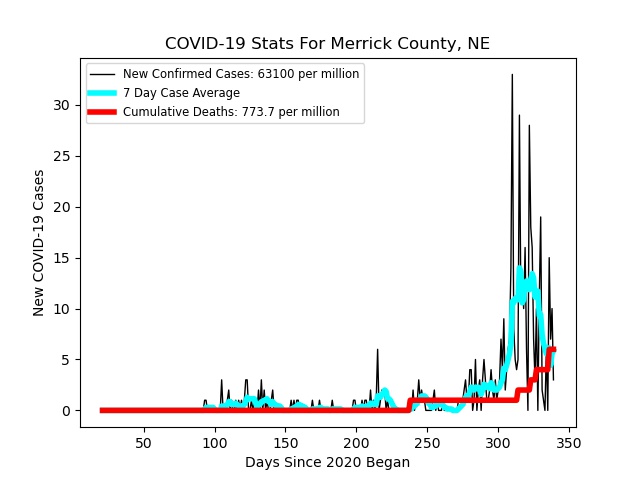 COVID-19 Stats For Merrick County, NE
New Confirmed Cases: 63100 per million
7 Day Case Average
Cumulative Deaths: 773.7 per million
New COVID-19 Cases
30
25
20
15
10
5
0
50 100 150 200 250 300 350
Days Since 2020 Began